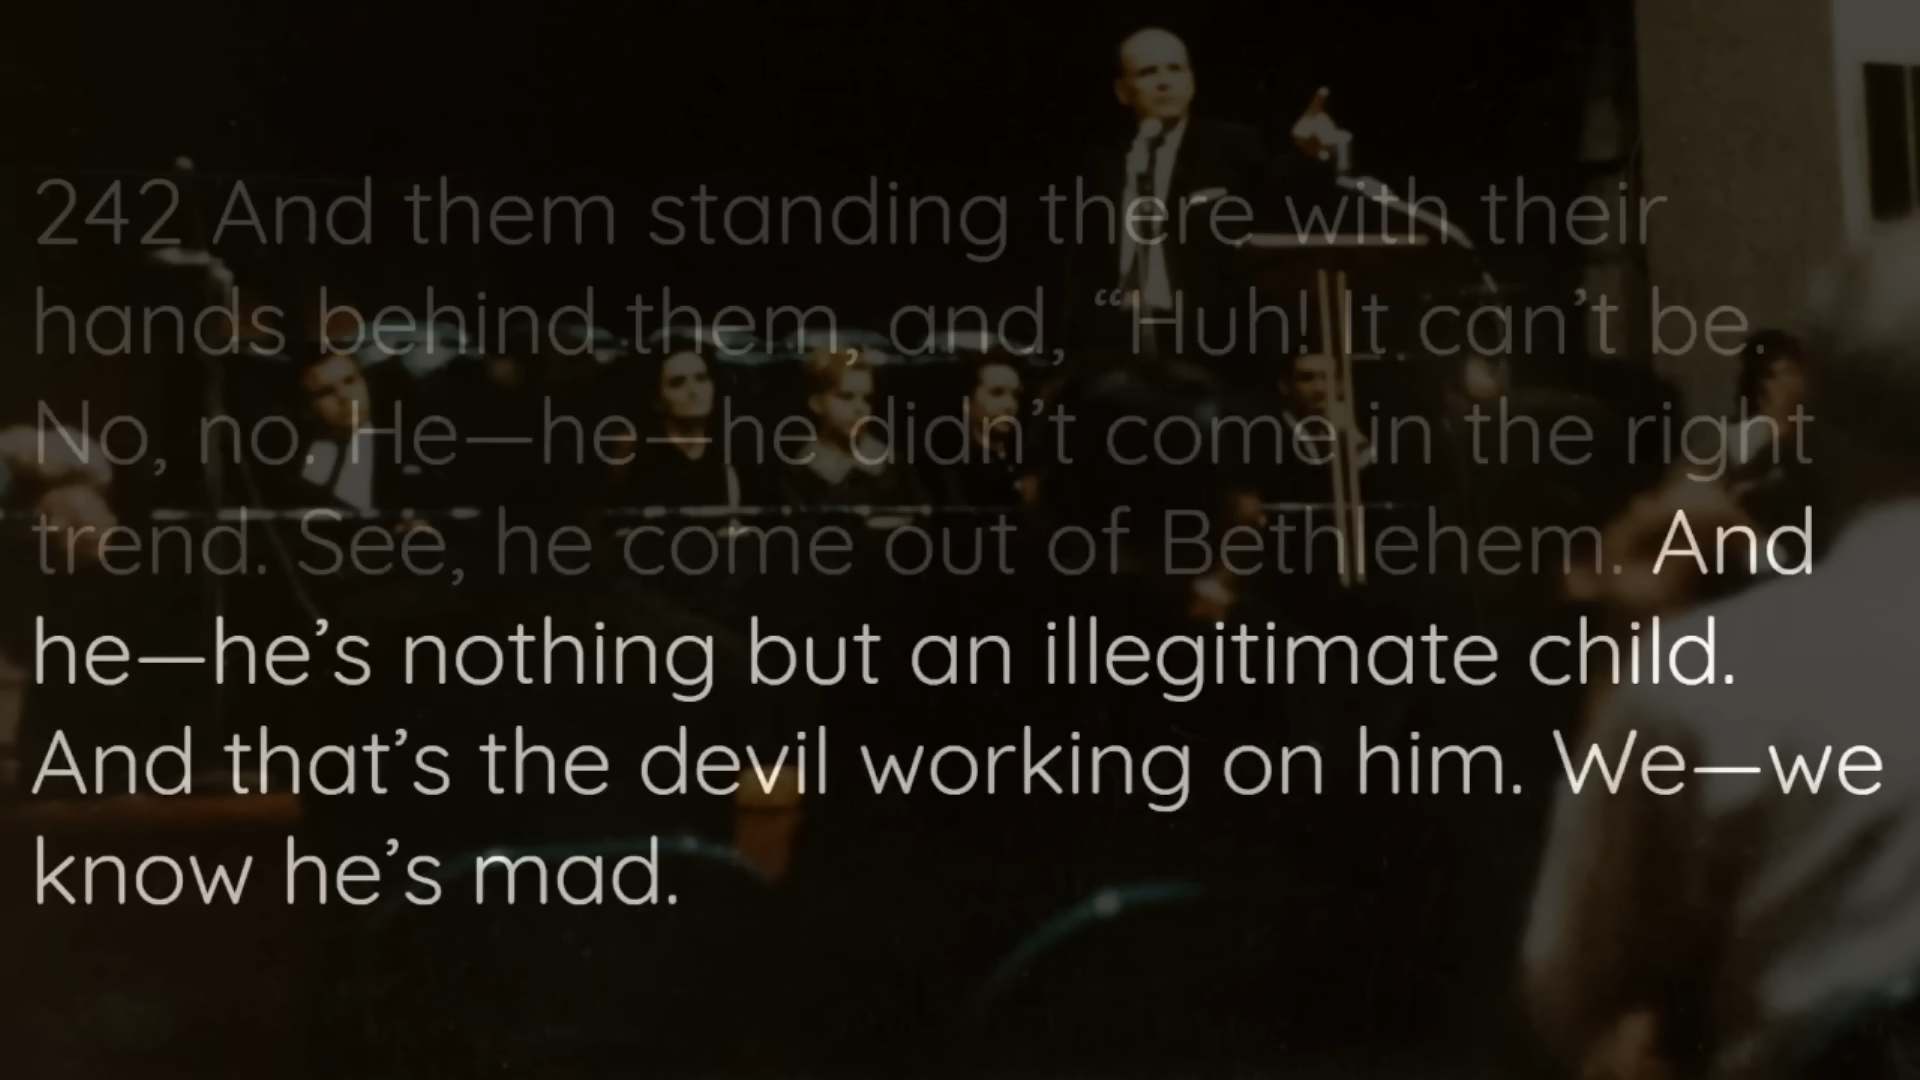 242 And them standing there with their
hands behind them, and, “Huh! It can’t be.
No, no. He—he—he didn’t come in the right
trend. See, he come out of Bethlehem. And
he—he’s nothing but an illegitimate child.
And that’s the devil working on him. We—we
know he’s mad.